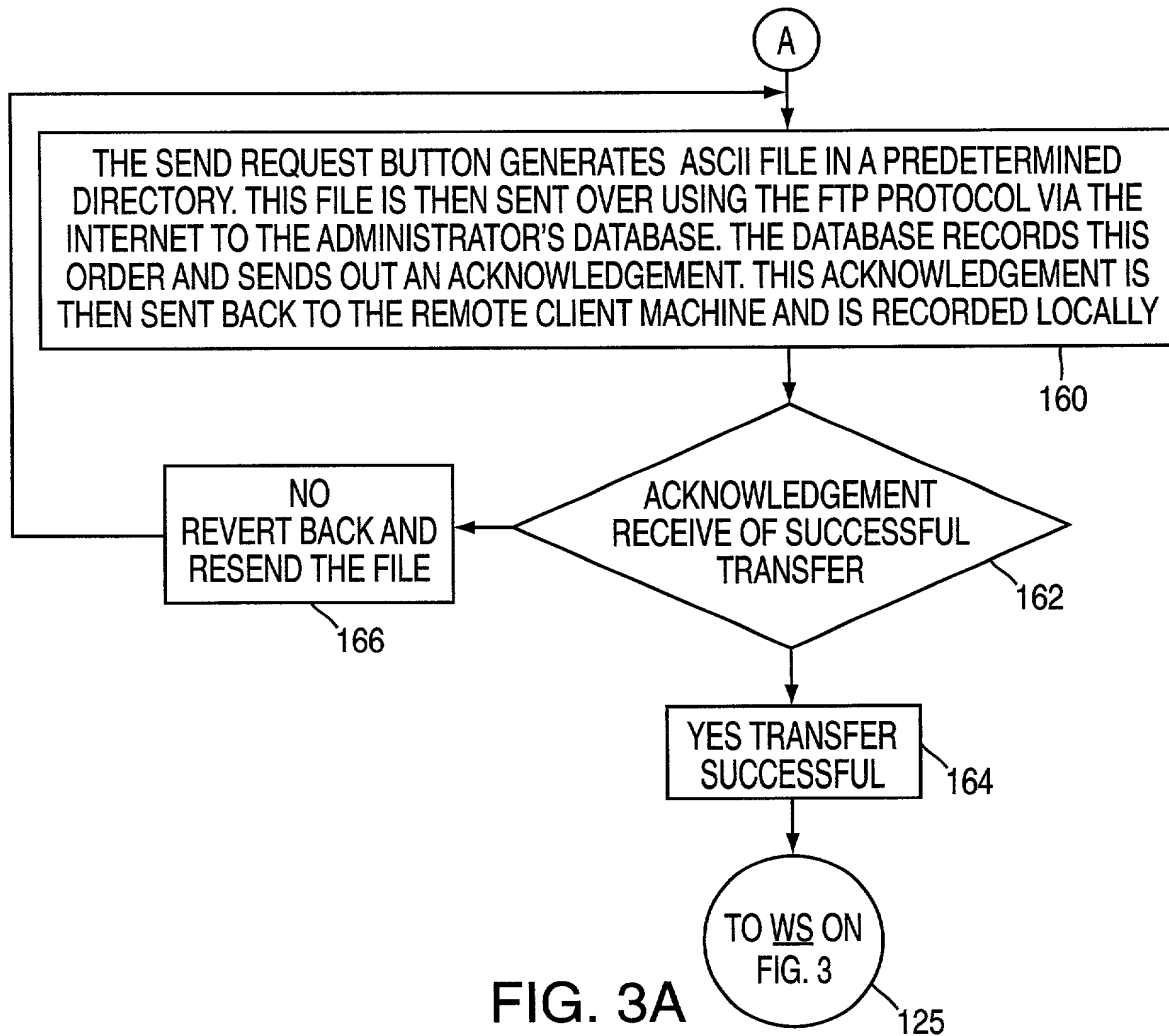 A
THE SEND REQUEST BUTTON GENERATES ASCII FILE IN A PREDETERMINED
DIRECTORY. THIS FILE IS THEN SENT OVER USING THE FTP PROTOCOL VIA THE
INTERNET TO THE ADMINISTRATOR'S DATABASE. THE DATABASE RECORDS THIS
ORDER AND SENDS OUT AN ACKNOWLEDGEMENT. THIS ACKNOWLEDGEMENT IS
THEN SENT BACK TO THE REMOTE CLIENT MACHINE AND IS RECORDED LOCALLY
160
NO
REVERT BACK AND
RESEND THE FILE
166
ACKNOWLEDGEMENT
RECEIVE OF SUCCESSFUL
TRANSFER
162
YES TRANSFER
SUCCESSFUL
164
TO WS ON
FIG. 3
125
FIG. 3A